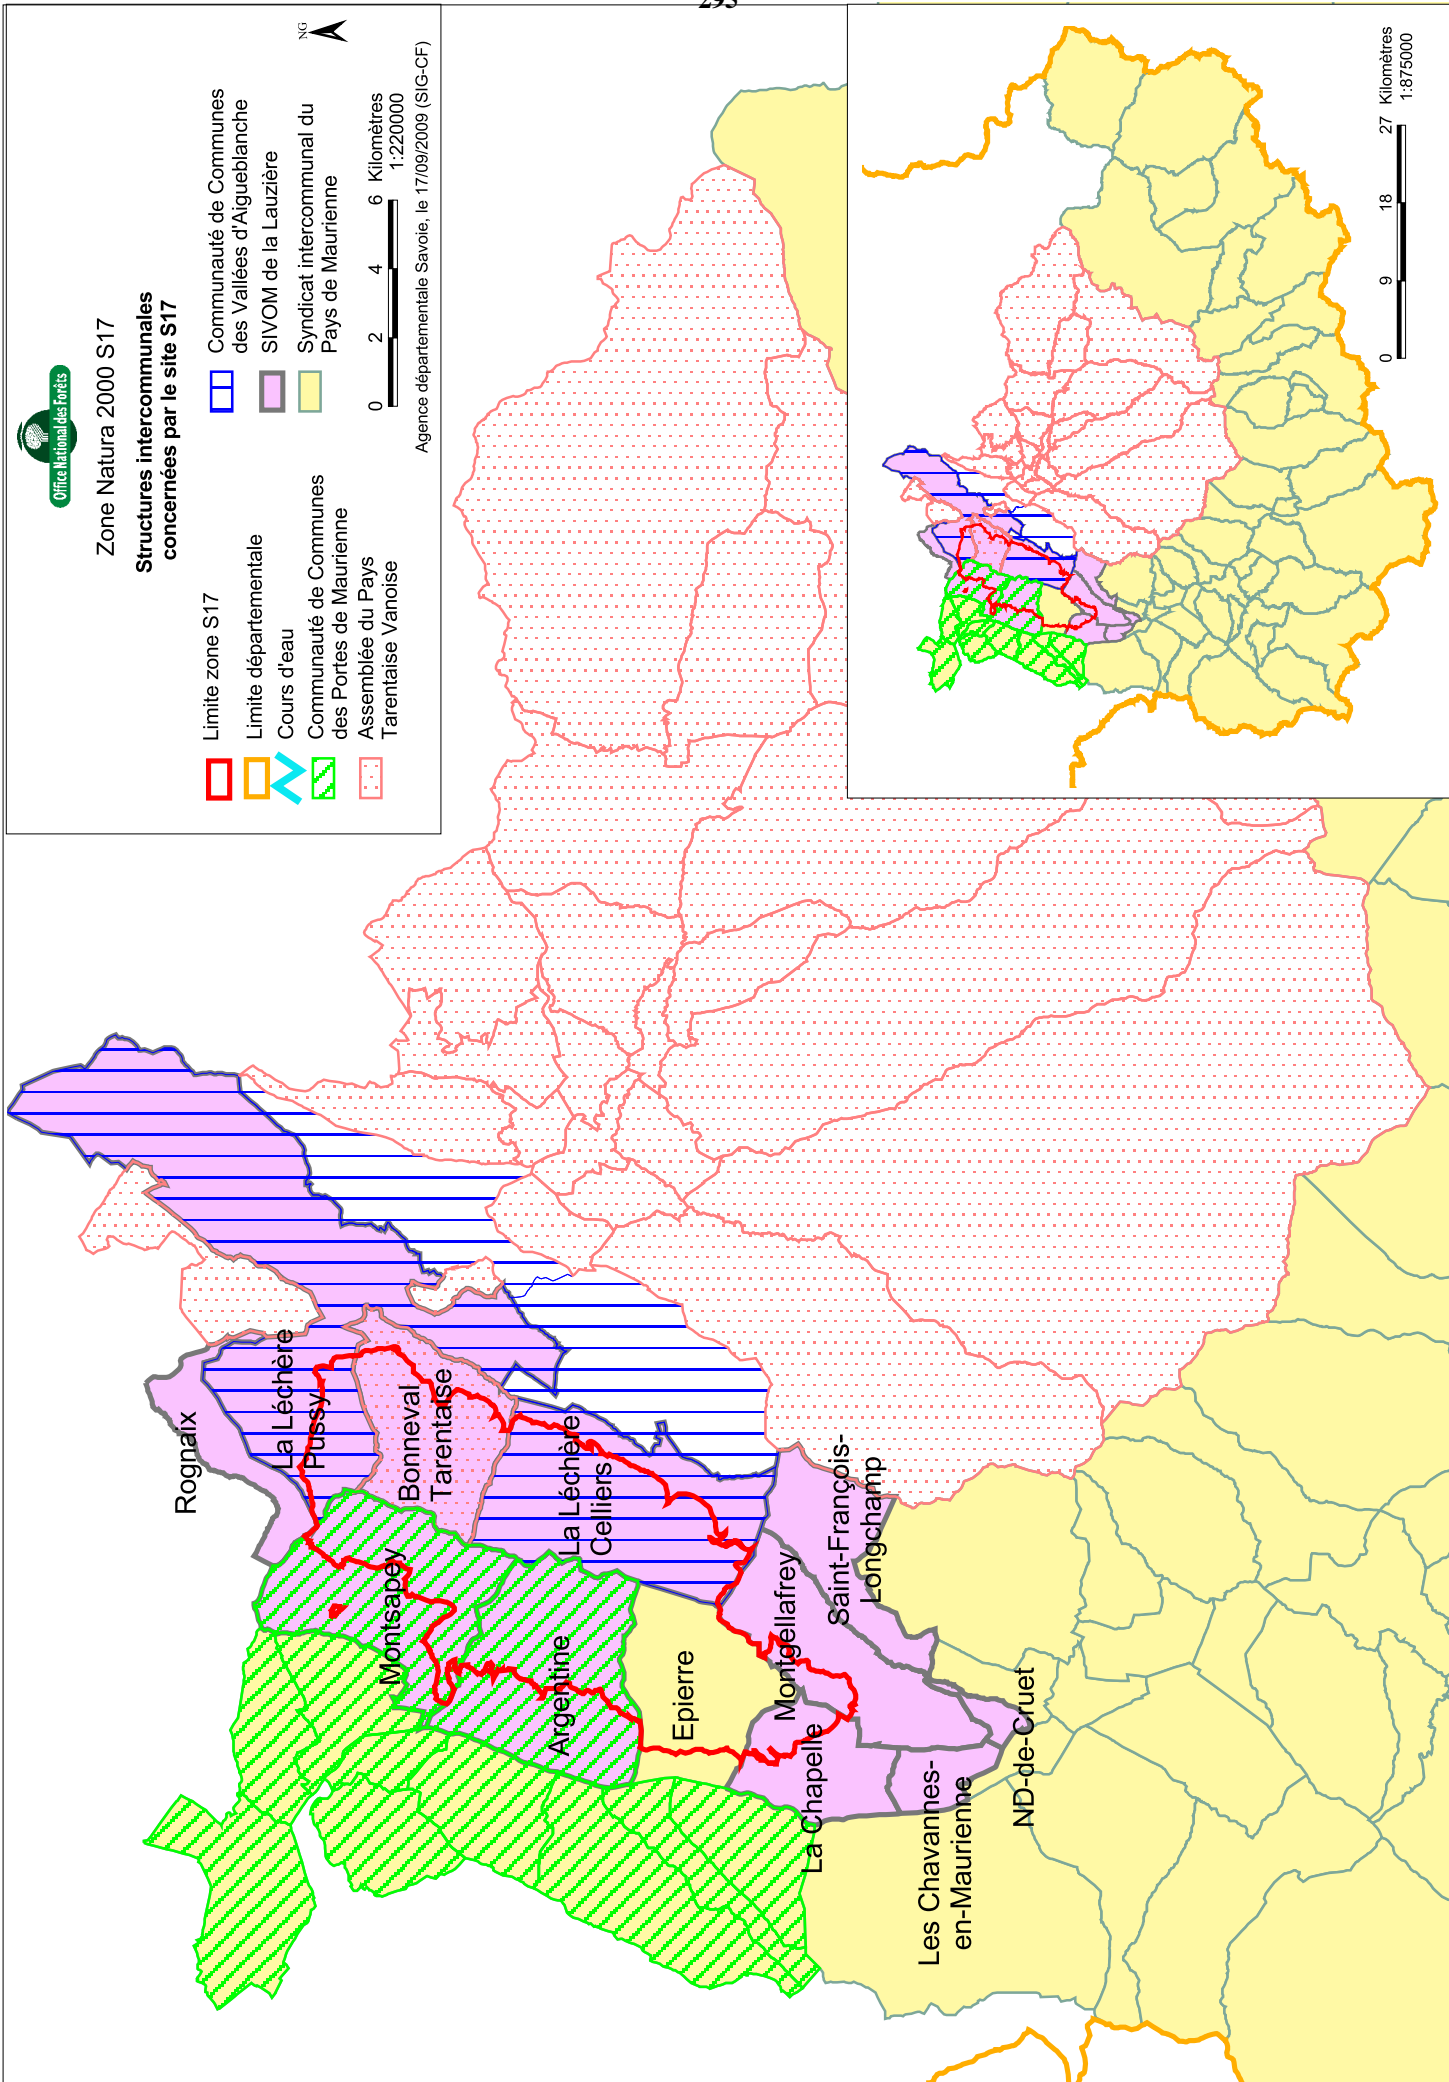 295
Office National des Forêts
Zone Natura 2000 S17
Structures intercommunales
concernées par le site S17
Limite zone S17
Limite départementale
Cours d'eau
Communauté de Communes
des Portes de Maurienne
Assemblée du Pays
Tarentaise Vanoise
Communauté de Communes
des Vallées d'Aigueblanche
SIVOM de la Lauzière
Syndicat intercommunal du
Pays de Maurienne
NG
0 2 4 6 Kilomètres
1:220000
Agence départementale Savoie, le 17/09/2009 (SIG-CF)
Rognaix
La Léchère
Pussy
Bonneval
Tarentaise
La Léchère
Celliers
Montsapey
Argentine
Epierre
Montgellafrey
Saint-François-
Longchamp
La Chapelle
Les Chavannes-
en-Maurienne
ND-de-Cruet
0 9 18 27 Kilomètres
1:875000